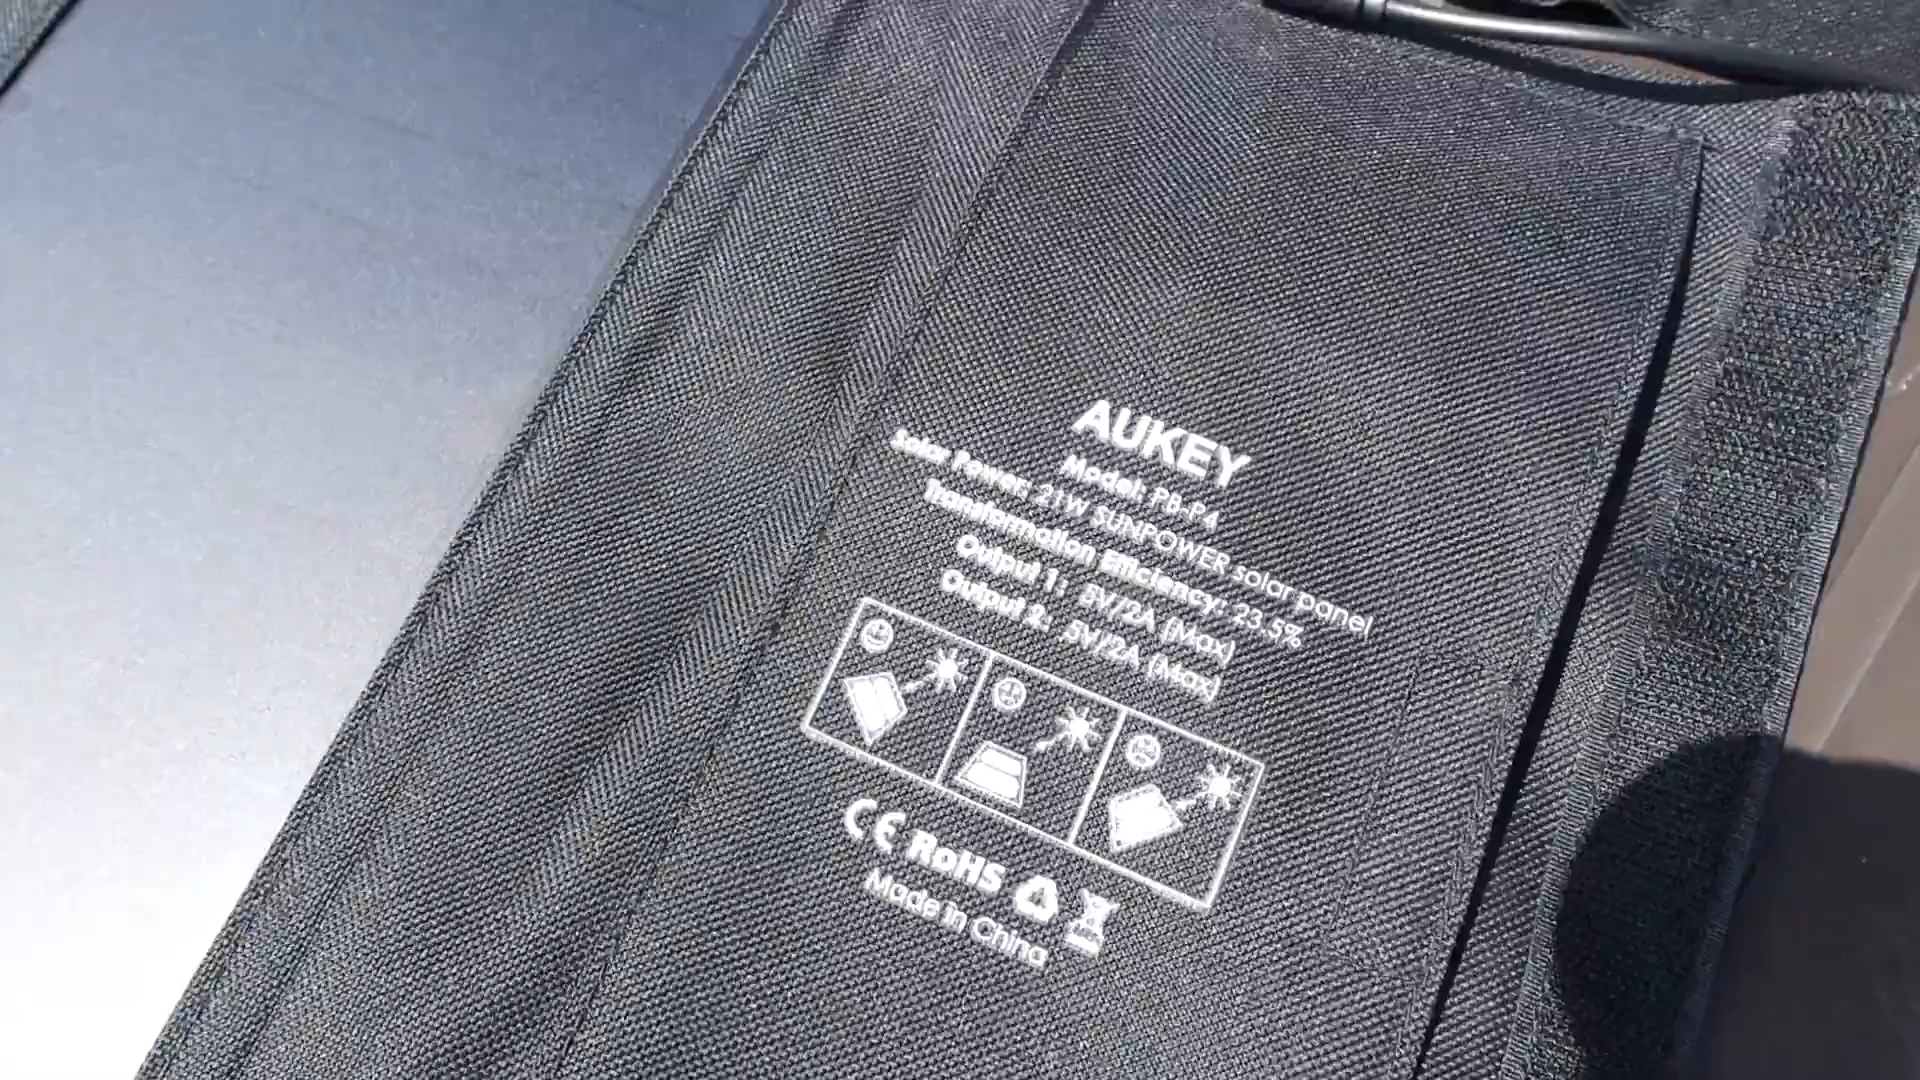 AUKEY
Model: PB-P4
Solar Power: 21W SUNPOWER solar panel
Transformation Efficiency: 23.5%
Output 1: 5V/2A (Max)
Output 2: 5V/2A (Max)
CE RoHS
Made in China